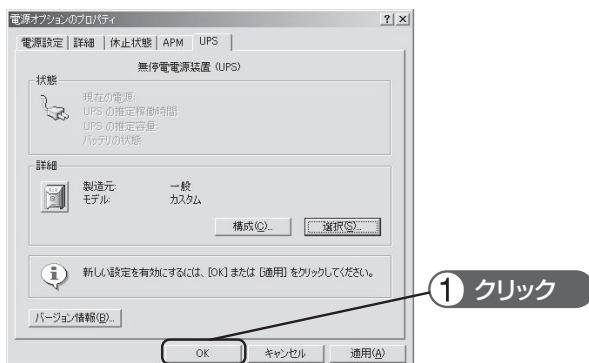 電源オプションのプロパティ
電源設定 詳細 休止状態 APM UPS
無停電電源装置 (UPS)
状態
現在の電源:
UPS の推定稼働時間:
UPS の推定容量:
バッテリの状態:
詳細
製造元: 一般
モデル: カスタム
構成(C)... 選択(S)...
新しい設定を有効にするには、[OK] または [適用] をクリックしてください。
バージョン情報(B)...
OK キャンセル 適用(A)
1 クリック